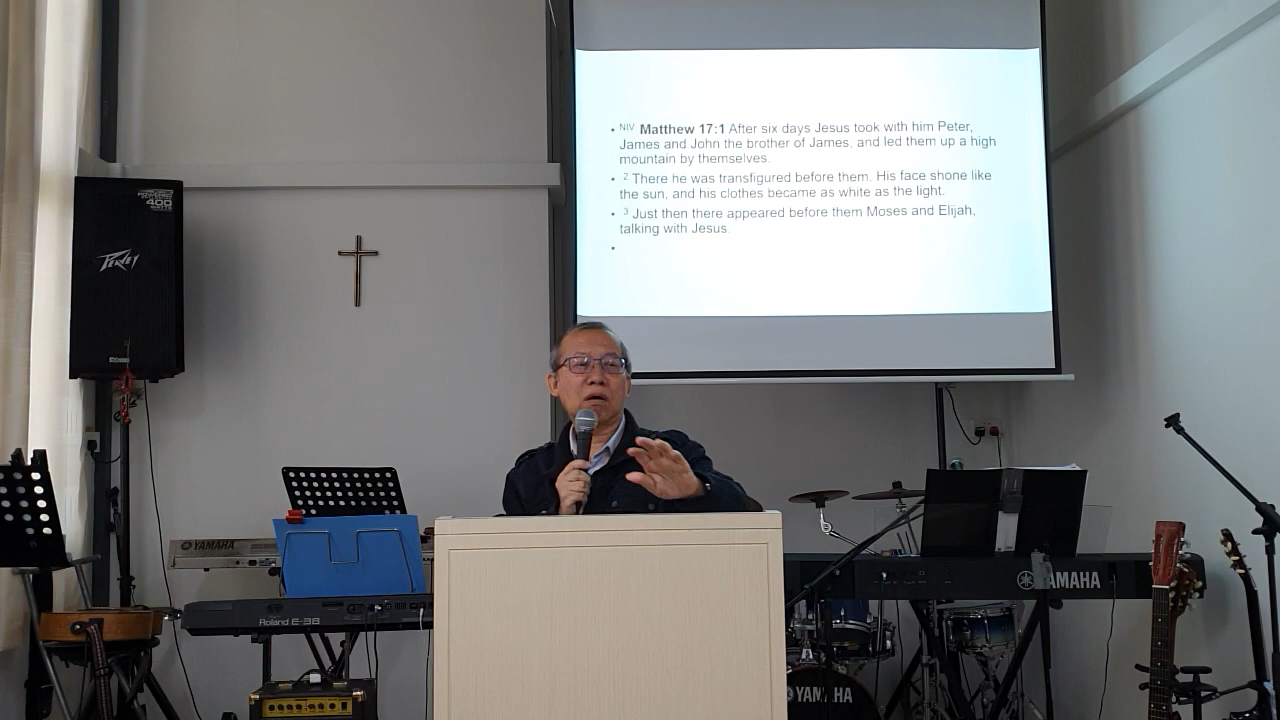 • NIV Matthew 17:1 After six days Jesus took with him Peter,
James and John the brother of James, and led them up a high
mountain by themselves.
• 2 There he was transfigured before them. His face shone like
the sun, and his clothes became as white as the light.
• 3 Just then there appeared before them Moses and Elijah,
talking with Jesus.
•
400
PEAVEY
YAMAHA
Roland E-38
YAMAHA
YAMAHA